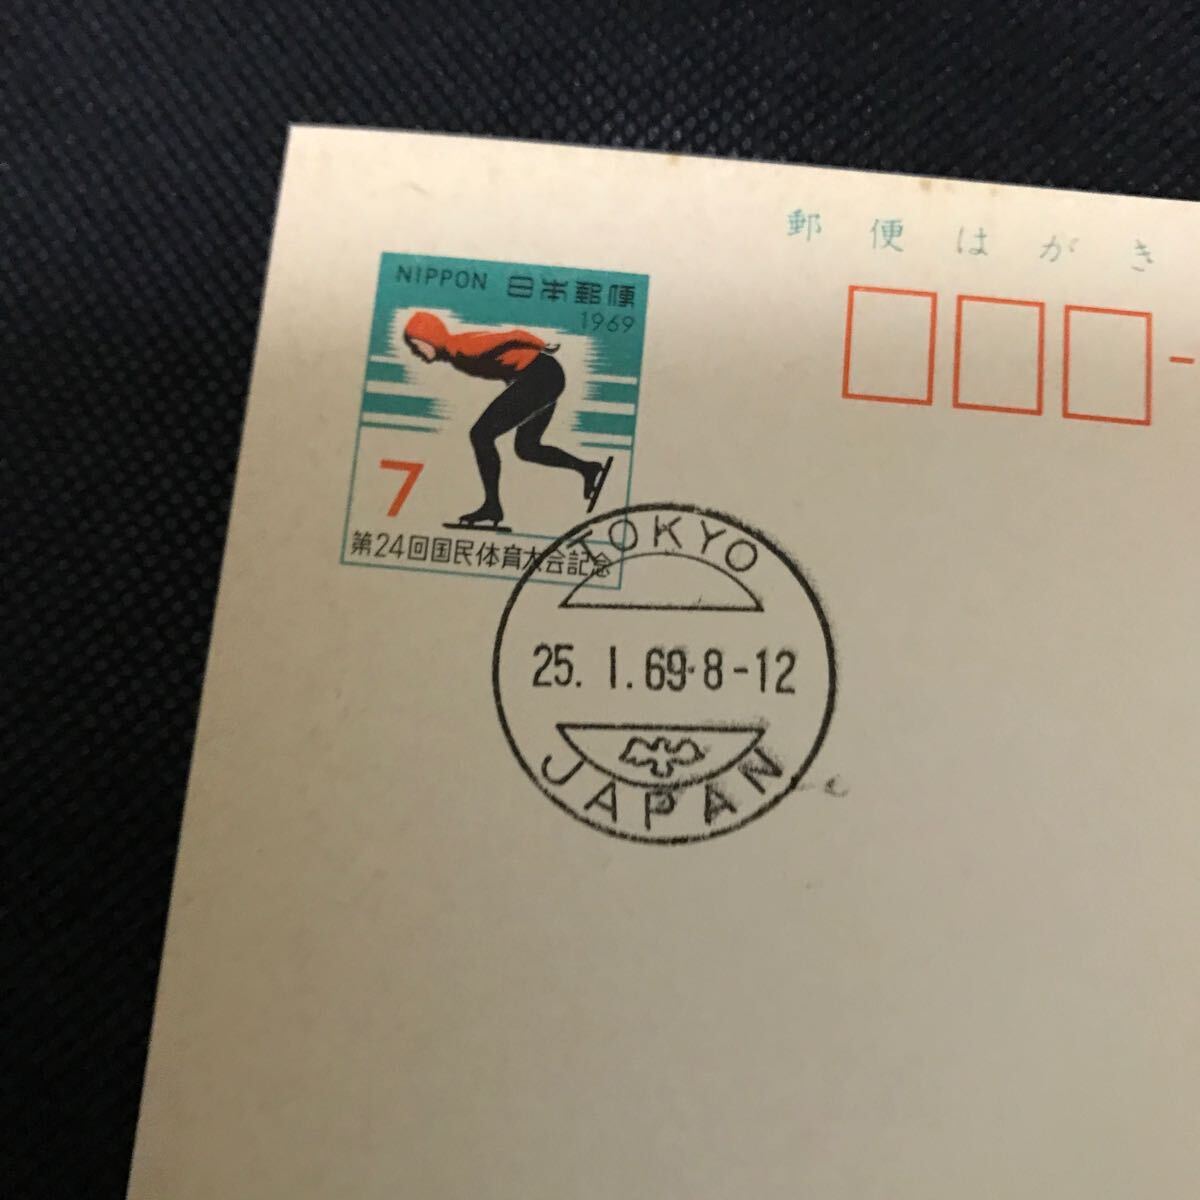 郵便はがき
NIPPON 日本郵便
1969
7
第24回国民体育大会記念
TOKYO
25. I. 69·8-12
JAPAN